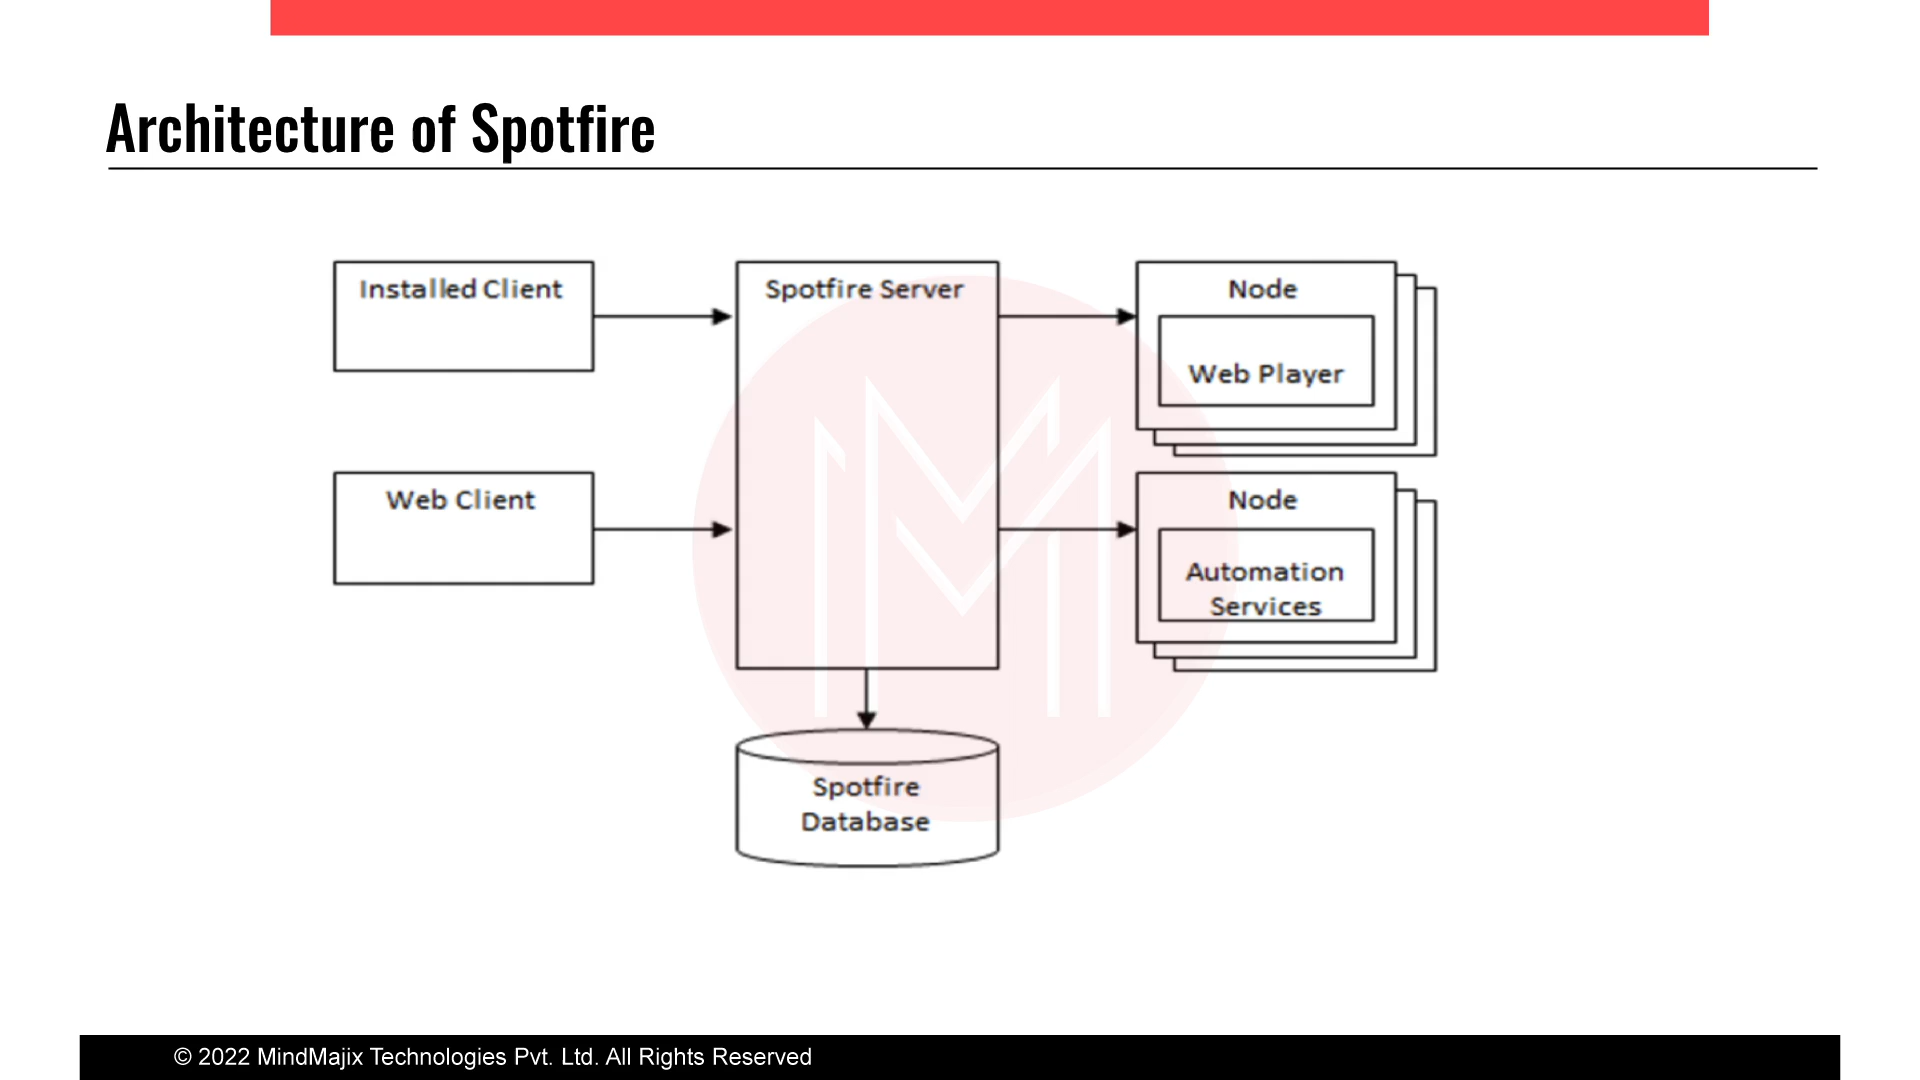 Architecture of Spotfire
Installed Client
Spotfire Server
Node
Web Player
Web Client
Node
Automation
Services
Spotfire
Database
© 2022 MindMajix Technologies Pvt. Ltd. All Rights Reserved